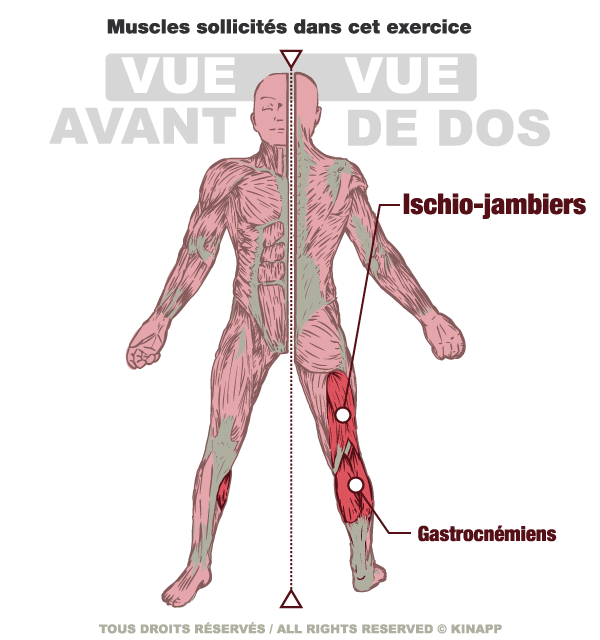 Muscles sollicités dans cet exercice
VUE VUE
AVANT DE DOS
Ischio-jambiers
Gastrocnémiens
TOUS DROITS RÉSERVÉS / ALL RIGHTS RESERVED © KINAPP